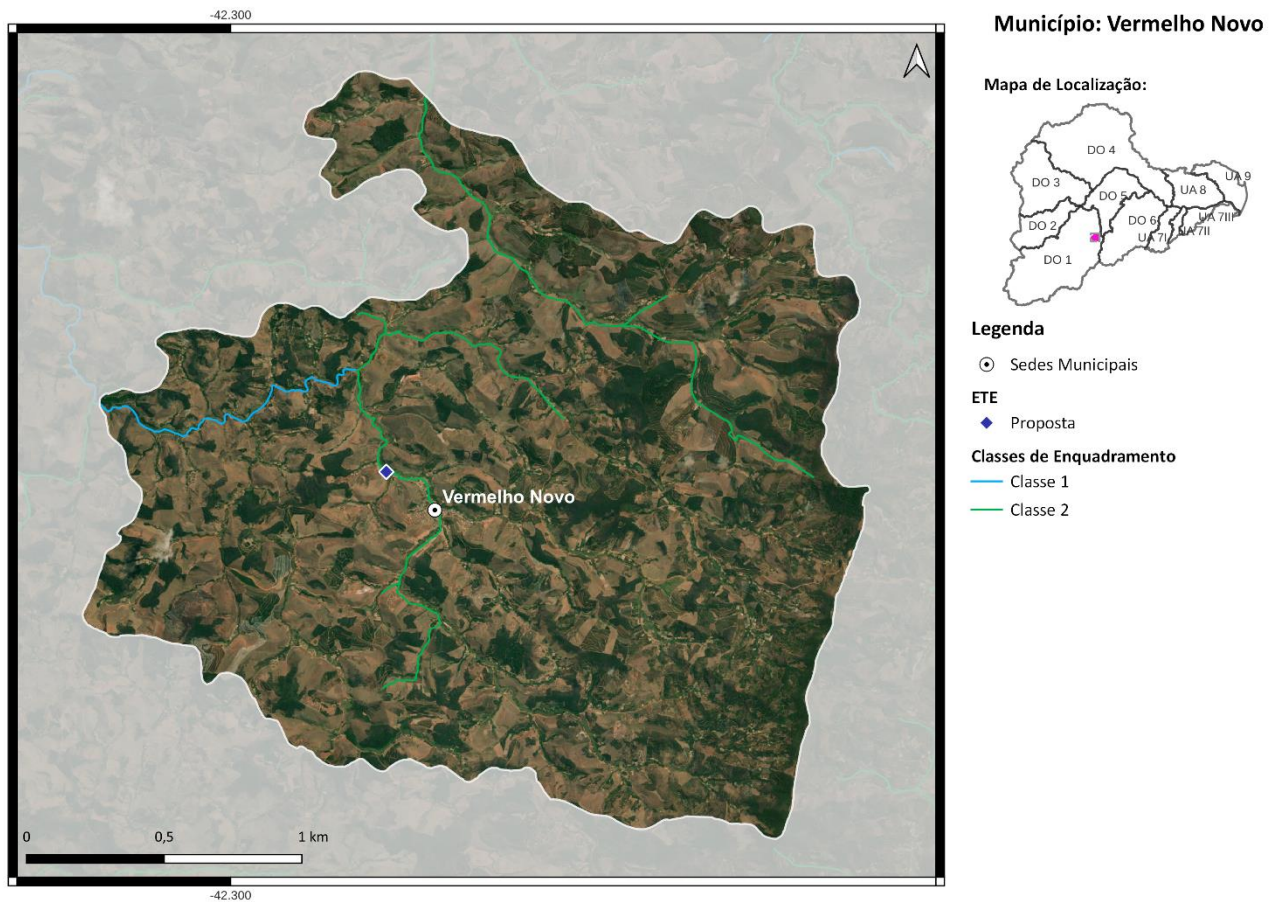 -42.300
Município: Vermelho Novo
Mapa de Localização:
DO 4
DO 3
UA 9
DO 5
UA 8
DO 2
DO 6
UA 7III
UA 7II
UA 7I
DO 1
Legenda
Sedes Municipais
ETE
Proposta
Classes de Enquadramento
Classe 1
Classe 2
Vermelho Novo
0 0,5 1 km
-42.300